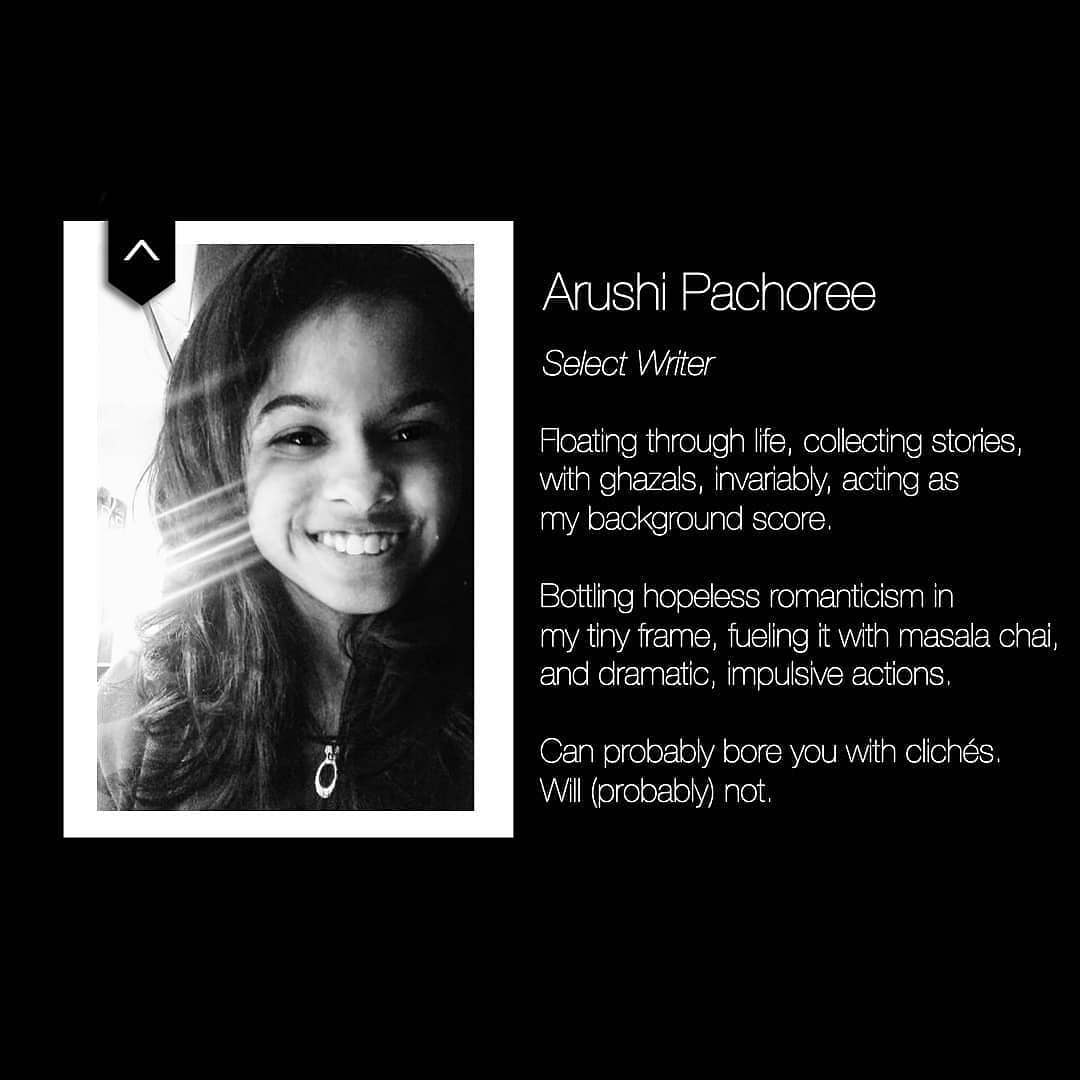 Arushi Pachoree
Select Writer
Floating through life, collecting stories,
with ghazals, invariably, acting as
my background score.
Bottling hopeless romanticism in
my tiny frame, fueling it with masala chai,
and dramatic, impulsive actions.
Can probably bore you with clichés.
Will (probably) not.